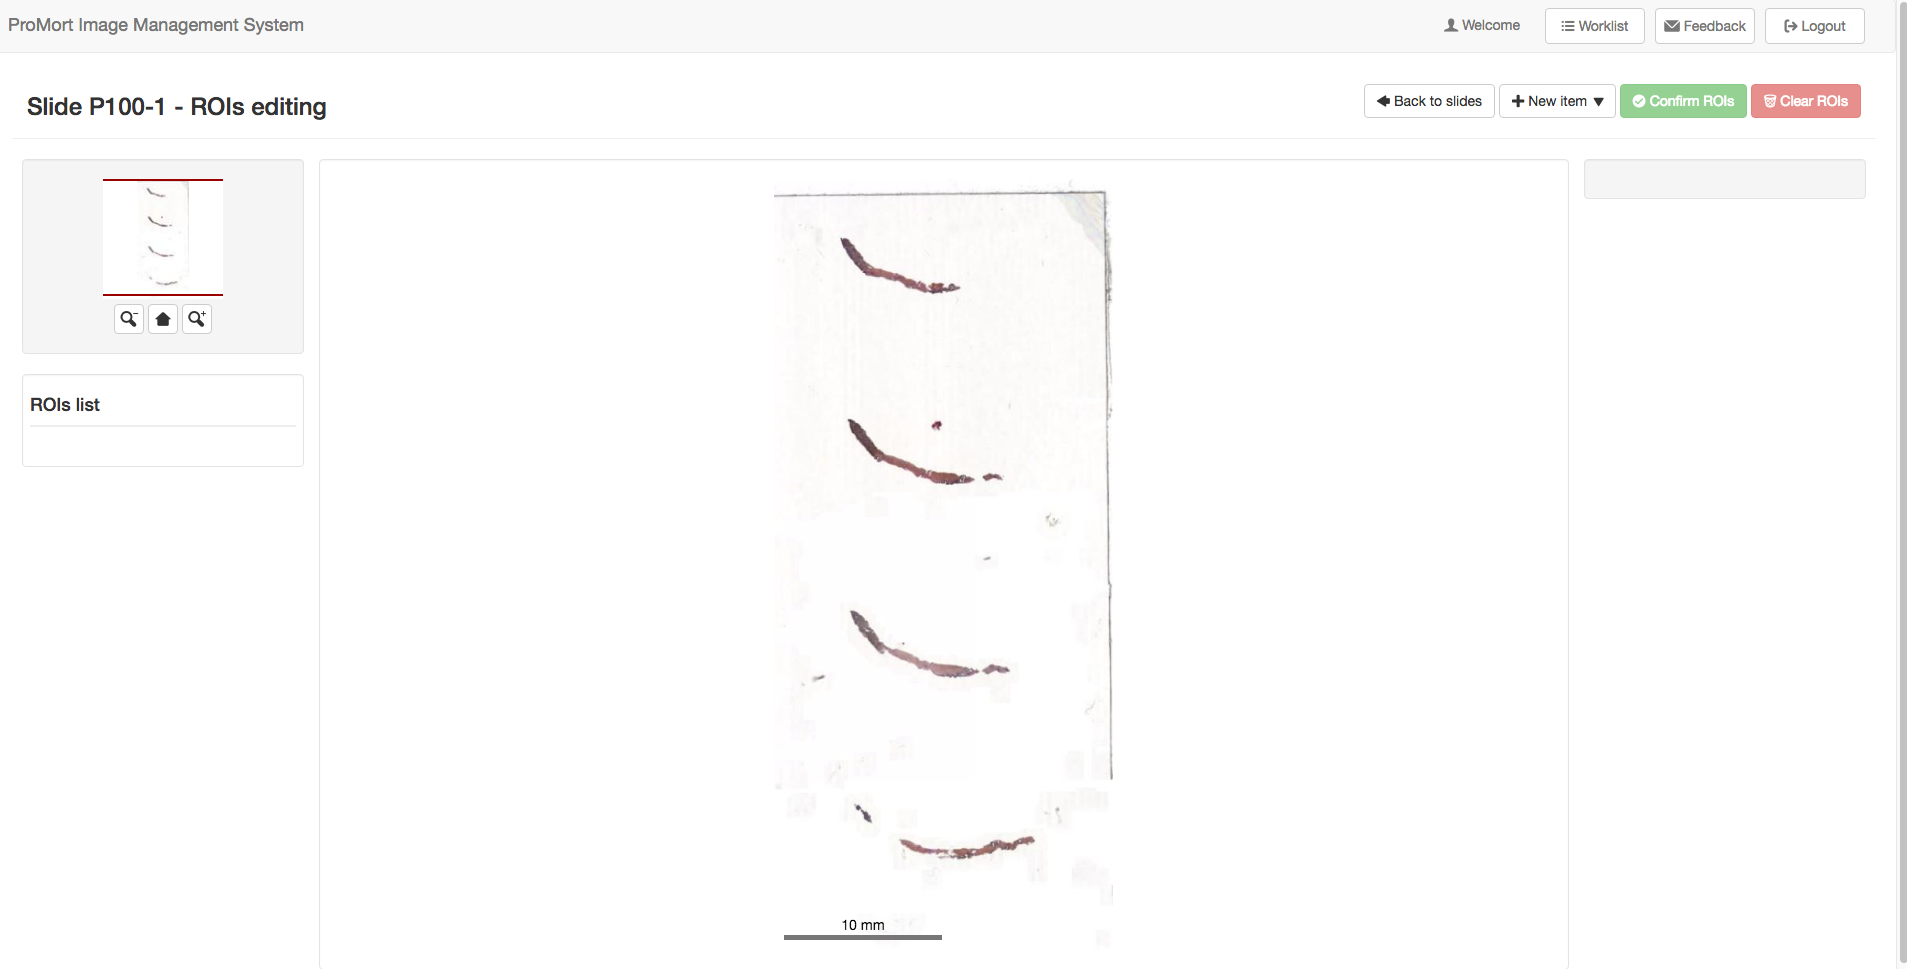 ProMort Image Management System
Welcome
Worklist
Feedback
Logout
Slide P100-1 - ROIs editing
Back to slides
New item
Confirm ROIs
Clear ROIs
ROIs list
10 mm